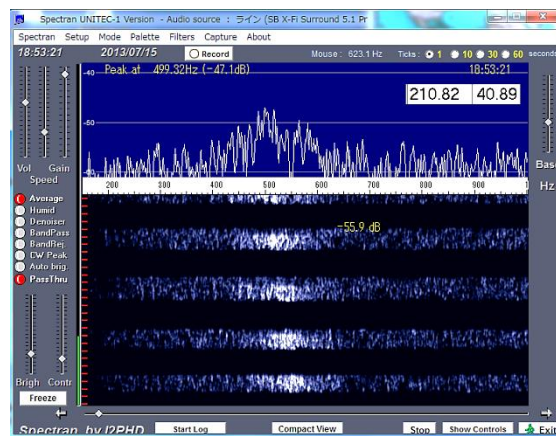 Spectran UNITEC-1 Version - Audio source : ライン (SB X-Fi Surround 5.1 Pr
Spectran Setup Mode Palette Filters Capture About
18:53:21 2013/07/15 Record Mouse: 623.1 Hz Ticks: 1 10 30 60 seconds
-40 Peak at 499.32Hz (-47.1dB) 18:53:21
210.82 40.89
-50
Vol Gain
Speed
Base
200 300 400 500 600 700 800 900 1 Hz
Average
Humid
Denoiser
BandPass
BandRej.
CW Peak
Auto brig.
PassThru
-55.9 dB
Brigh Contr
Freeze
Spectran by I2PHD Start Log Compact View Stop Show Controls Exit